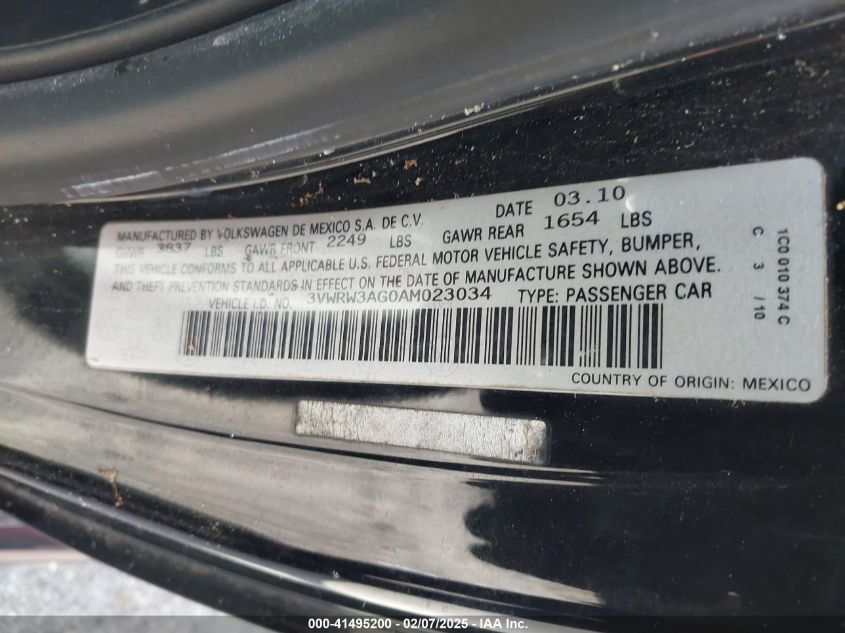 MANUFACTURED BY VOLKSWAGEN DE MEXICO S.A. DE C.V. DATE 03.10
GVWR 3837 LBS GAWR FRONT 2249 LBS GAWR REAR 1654 LBS
THIS VEHICLE CONFORMS TO ALL APPLICABLE U.S. FEDERAL MOTOR VEHICLE SAFETY, BUMPER,
AND THEFT PREVENTION STANDARDS IN EFFECT ON THE DATE OF MANUFACTURE SHOWN ABOVE.
VEHICLE I.D. NO. 3VWRW3AG0AM023034 TYPE: PASSENGER CAR
COUNTRY OF ORIGIN: MEXICO
1C0 010 374 C
C 3 / 10
000-41495200 - 02/07/2025 - IAA Inc.